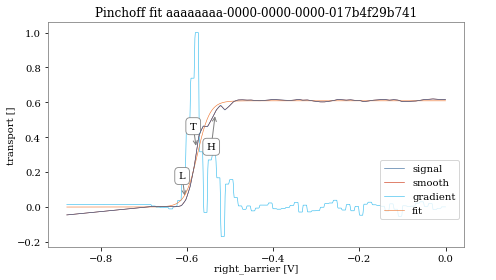 Pinchoff fit aaaaaaaa-0000-0000-0000-017b4f29b741
transport []
1.0
0.8
0.6
0.4
0.2
0.0
−0.2
T
H
L
signal
smooth
gradient
fit
−0.8
−0.6
−0.4
−0.2
0.0
right_barrier [V]